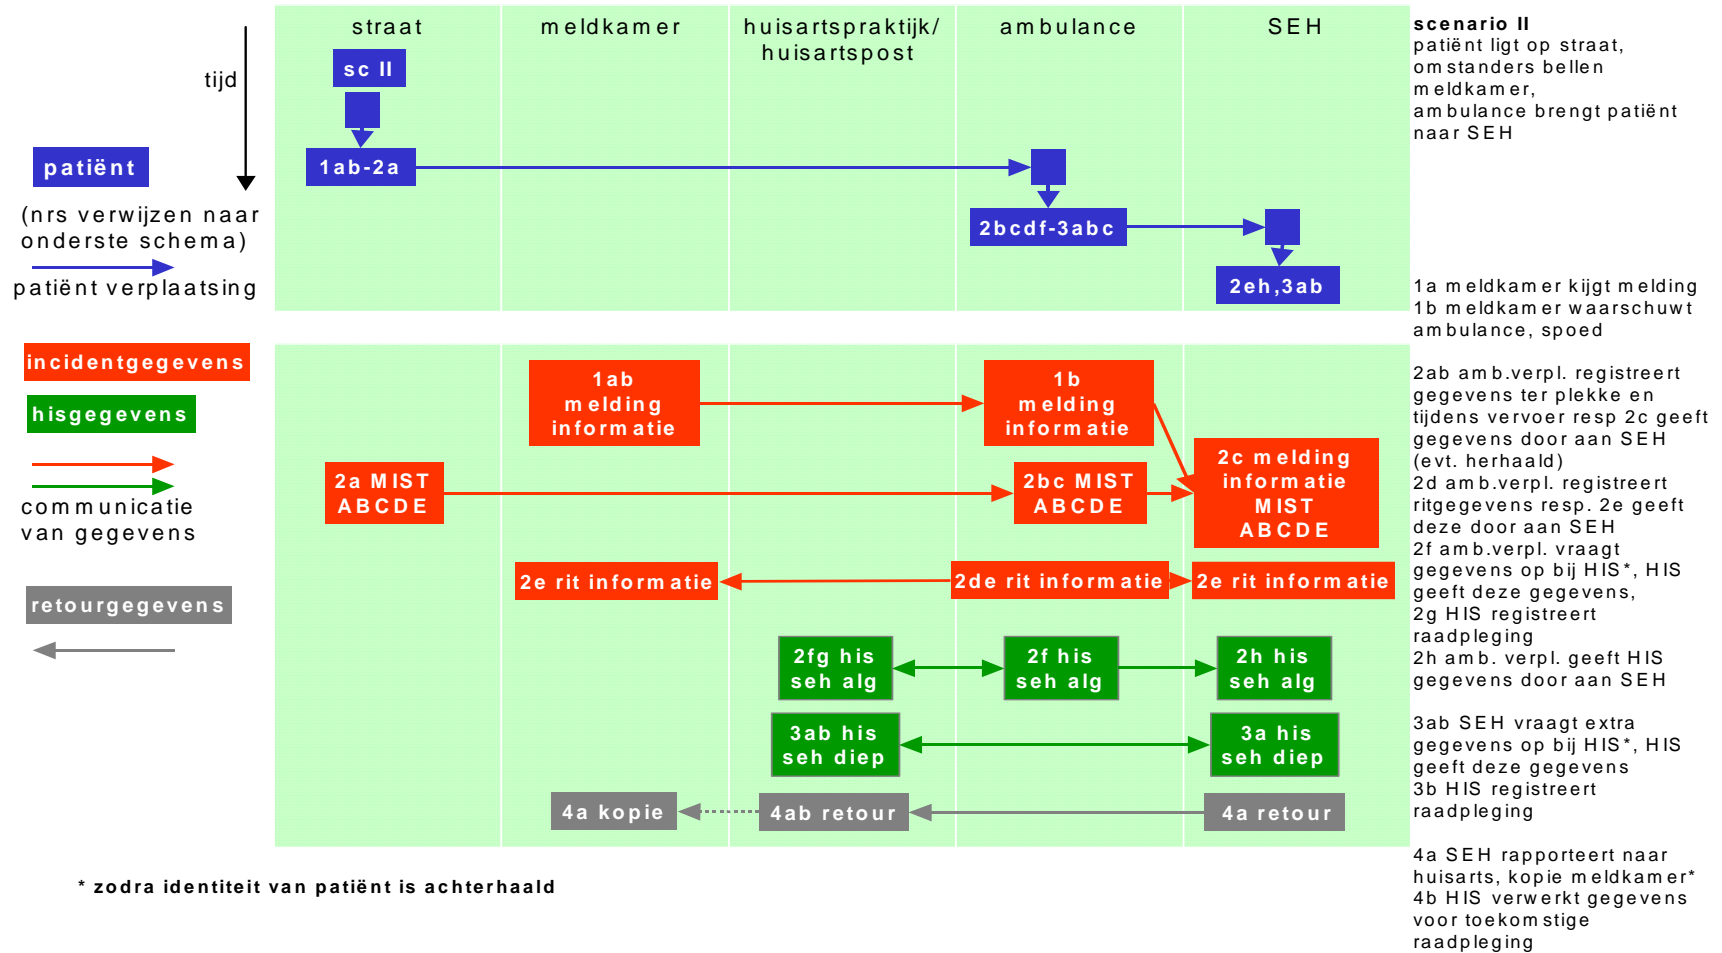 straat
meldkamer
huisartspraktijk/
huisartspost
ambulance
SEH
tijd
sc II
1ab-2a
2bcdf-3abc
2eh,3ab
patiënt
(nrs verwijzen naar
onderste schema)
patiënt verplaatsing
incidentgegevens
hisgegevens
communicatie
van gegevens
retourgegevens
1ab
melding
informatie
1b
melding
informatie
2a MIST
ABCDE
2bc MIST
ABCDE
2c melding
informatie
MIST
ABCDE
2e rit informatie
2de rit informatie
2e rit informatie
2fg his
seh alg
2f his
seh alg
2h his
seh alg
3ab his
seh diep
3a his
seh diep
4a kopie
4ab retour
4a retour
* zodra identiteit van patiënt is achterhaald
scenario II
patiënt ligt op straat,
omstanders bellen
meldkamer,
ambulance brengt patiënt
naar SEH
1a meldkamer kijgt melding
1b meldkamer waarschuwt
ambulance, spoed
2ab amb.verpl. registreert
gegevens ter plekke en
tijdens vervoer resp 2c geeft
gegevens door aan SEH
(evt. herhaald)
2d amb.verpl. registreert
ritgegevens resp. 2e geeft
deze door aan SEH
2f amb.verpl. vraagt
gegevens op bij HIS*, HIS
geeft deze gegevens,
2g HIS registreert
raadpleging
2h amb. verpl. geeft HIS
gegevens door aan SEH
3ab SEH vraagt extra
gegevens op bij HIS*, HIS
geeft deze gegevens
3b HIS registreert
raadpleging
4a SEH rapporteert naar
huisarts, kopie meldkamer*
4b HIS verwerkt gegevens
voor toekomstige
raadpleging